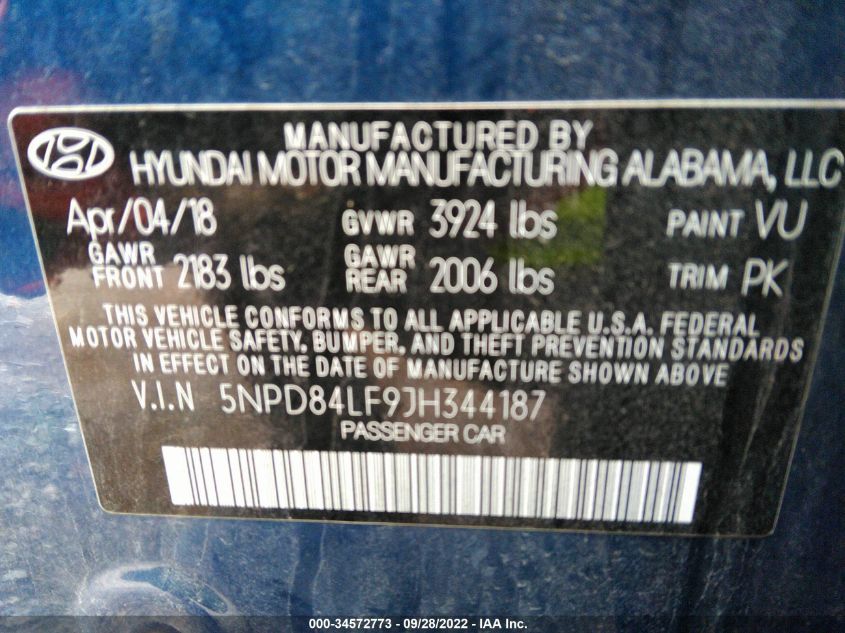 MANUFACTURED BY
HYUNDAI MOTOR MANUFACTURING ALABAMA, LLC
Apr/04/18 GVWR 3924 lbs PAINT VU
GAWR FRONT 2183 lbs GAWR REAR 2006 lbs TRIM PK
THIS VEHICLE CONFORMS TO ALL APPLICABLE U.S.A. FEDERAL
MOTOR VEHICLE SAFETY, BUMPER, AND THEFT PREVENTION STANDARDS
IN EFFECT ON THE DATE OF MANUFACTURE SHOWN ABOVE
V.I.N 5NPD84LF9JH344187
PASSENGER CAR
000-34572773 - 09/28/2022 - IAA Inc.